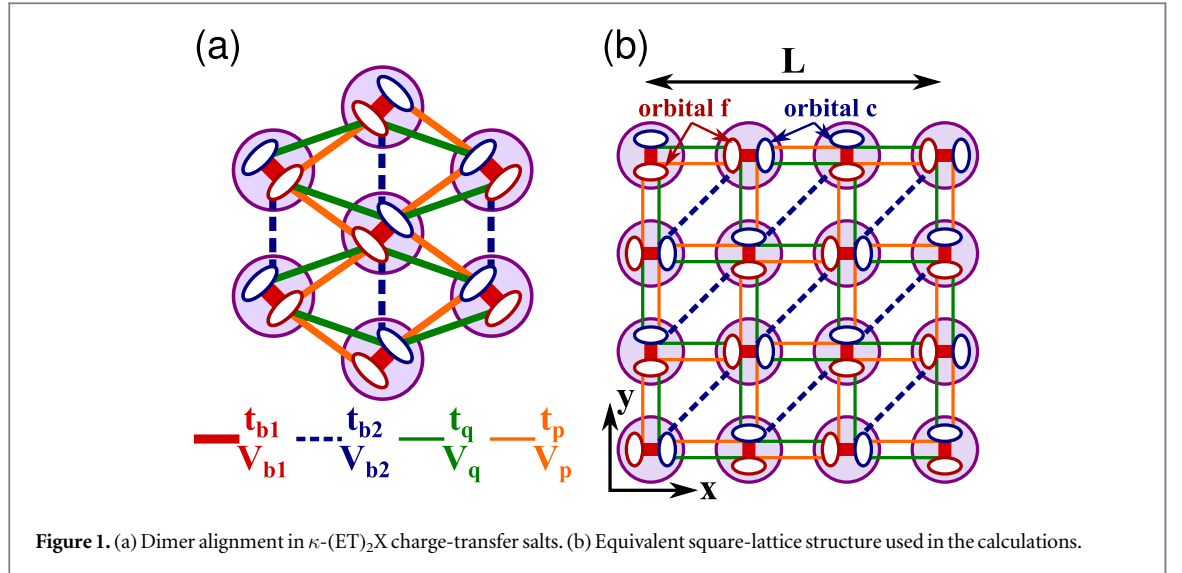 (a)
(b)
L
orbital f
orbital c
y
x
t_b1 t_b2 t_q t_p
V_b1 V_b2 V_q V_p
Figure 1. (a) Dimer alignment in κ-(ET)₂X charge-transfer salts. (b) Equivalent square-lattice structure used in the calculations.